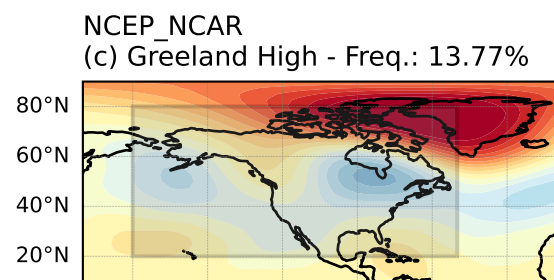 NCEP_NCAR
(c) Greeland High - Freq.: 13.77%
80°N
60°N
40°N
20°N